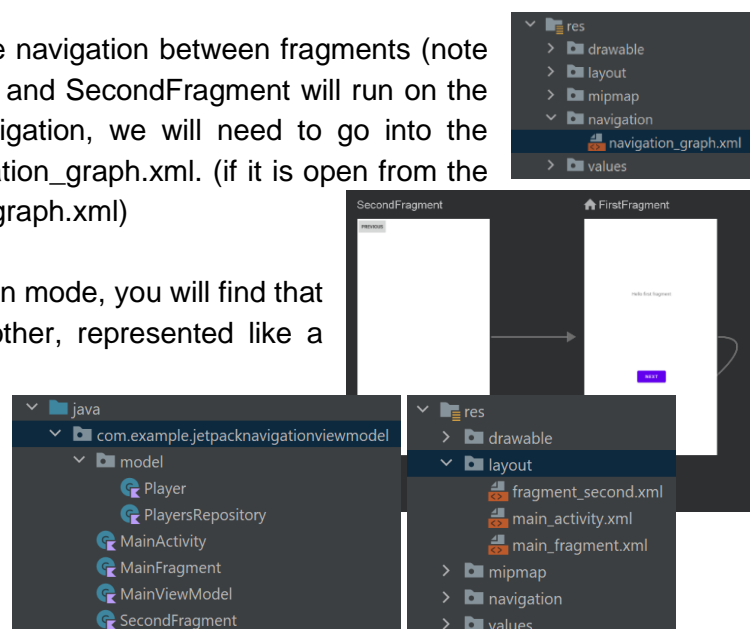 e navigation between fragments (note
and SecondFragment will run on the
igation, we will need to go into the
ation_graph.xml. (if it is open from the
graph.xml)
n mode, you will find that
other, represented like a
res
drawable
layout
mipmap
navigation
navigation_graph.xml
values
SecondFragment
PREVIOUS
FirstFragment
Hello first fragment
NEXT
java
com.example.jetpacknavigationviewmodel
model
Player
PlayersRepository
MainActivity
MainFragment
MainViewModel
SecondFragment
res
drawable
layout
fragment_second.xml
main_activity.xml
main_fragment.xml
mipmap
navigation
values